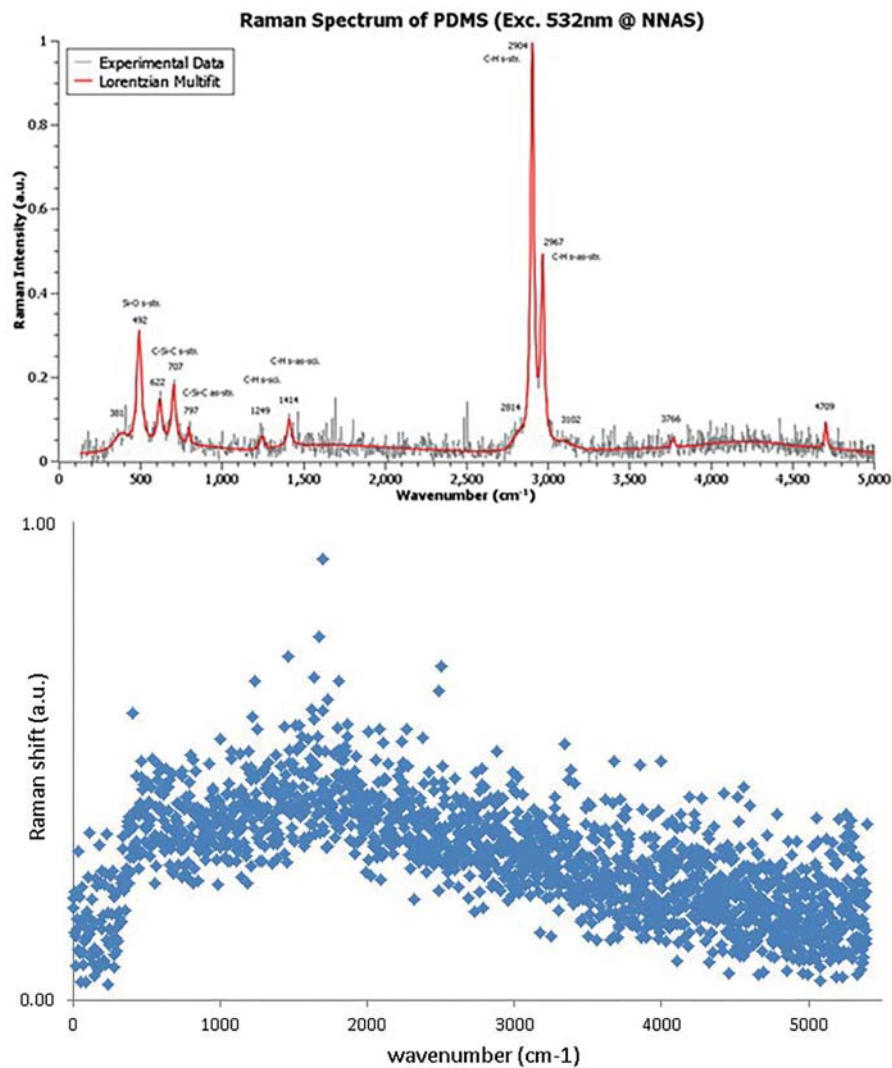 Raman Spectrum of PDMS (Exc. 532nm @ NNAS)
Experimental Data
Lorentzian Multifit
Raman Intensity (a.u.)
1
0.8
0.6
0.4
0.2
0
2904
C-H s-str.
2967
C-H s-as-str.
Si-O s-str.
492
C-Si-C s-str.
707
622
C-Si-C as-str.
797
381
C-H s-sci.
1249
C-H s-as-sci.
1414
2814
3102
3766
4709
0 500 1,000 1,500 2,000 2,500 3,000 3,500 4,000 4,500 5,000
Wavenumber (cm-1)
1.00
Raman shift (a.u.)
0.00
0 1000 2000 3000 4000 5000
wavenumber (cm-1)